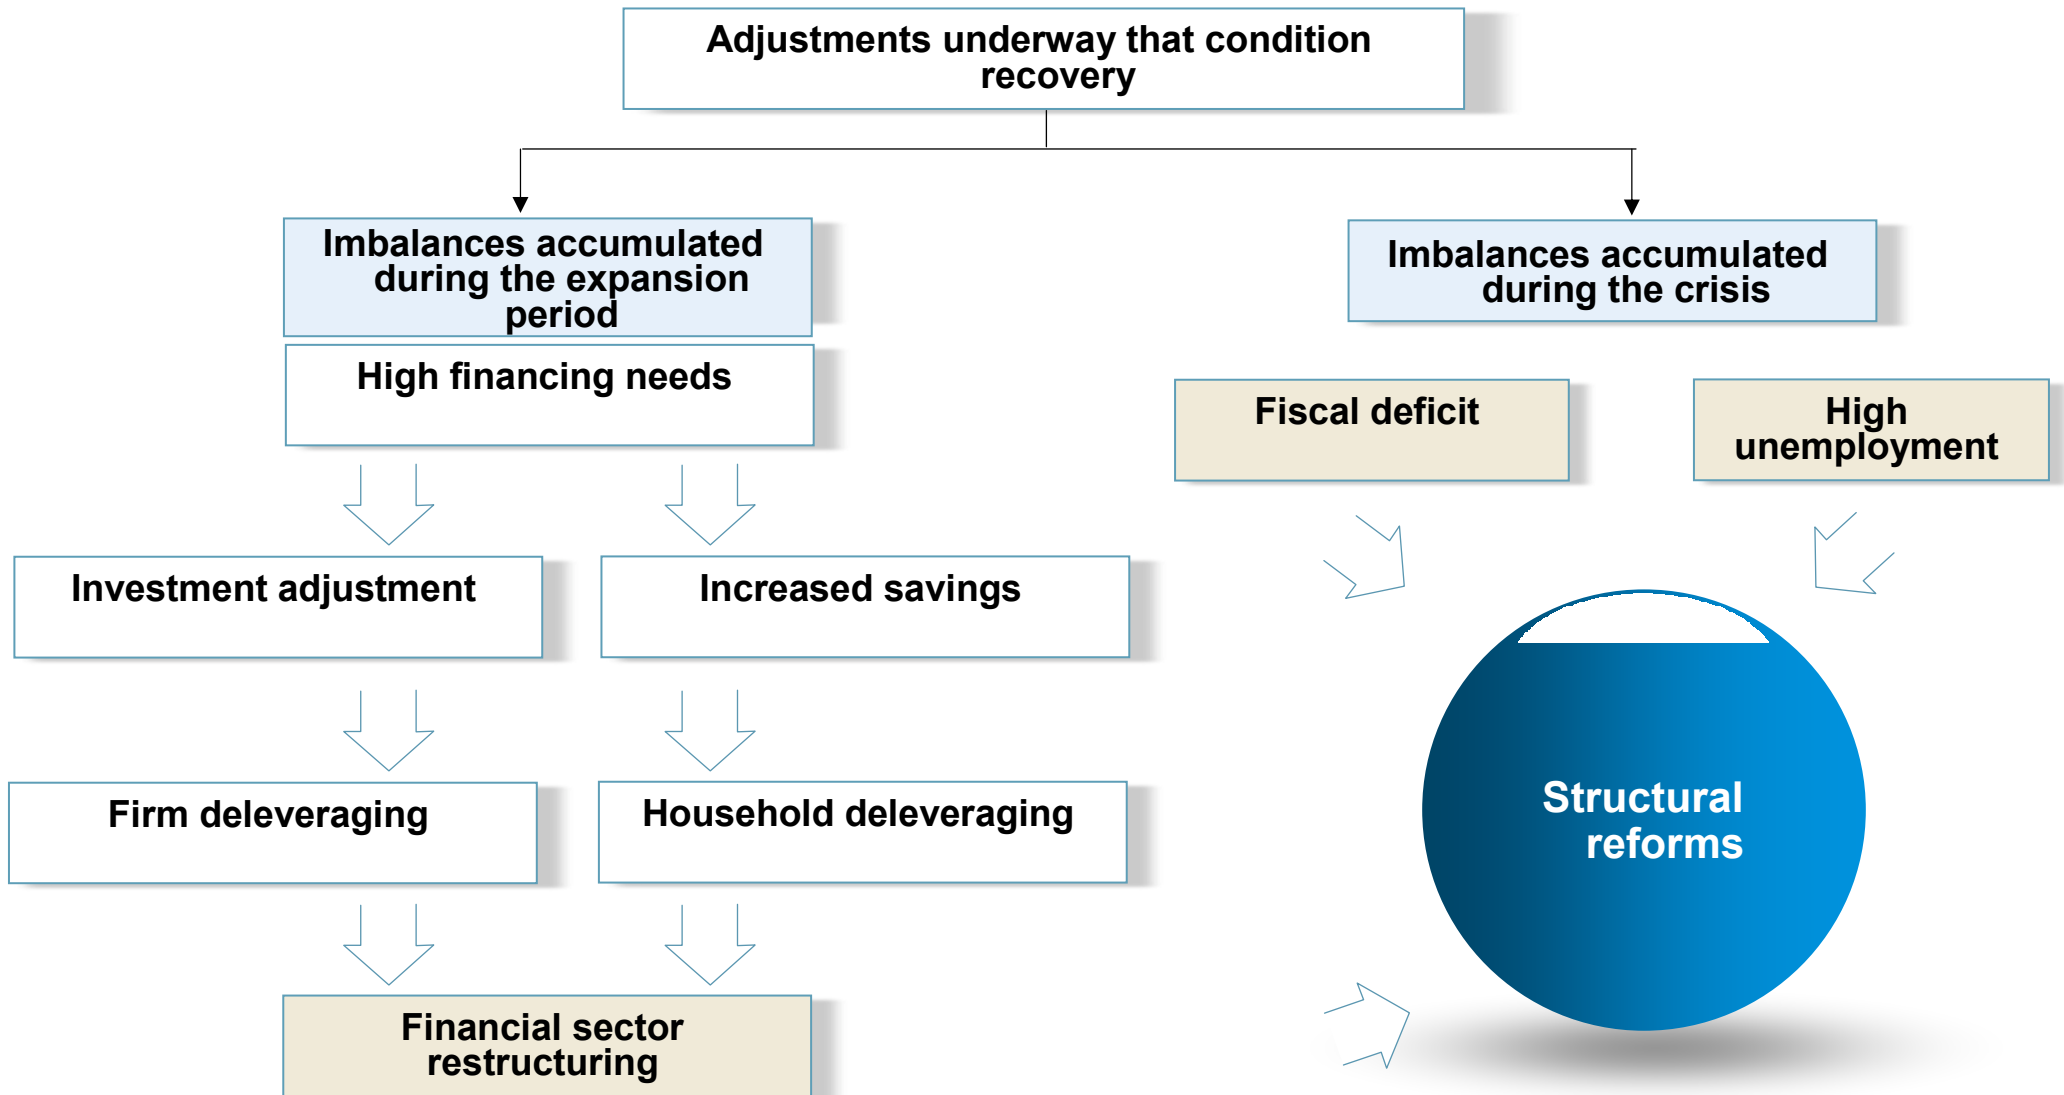 Adjustments underway that condition
recovery
Imbalances accumulated
during the expansion
period
Imbalances accumulated
during the crisis
High financing needs
Fiscal deficit
High
unemployment
Investment adjustment
Increased savings
Firm deleveraging
Household deleveraging
Structural
reforms
Financial sector
restructuring